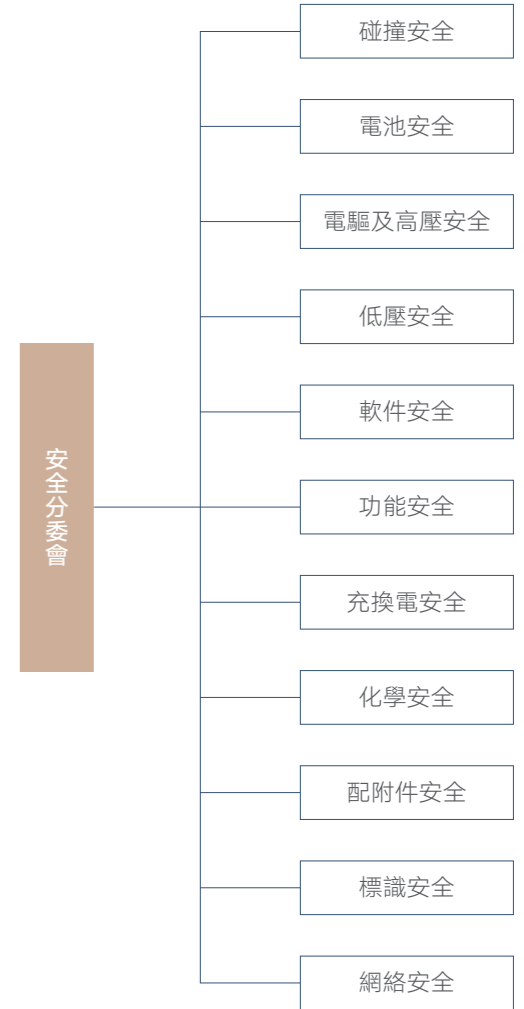 碰撞安全
電池安全
電驅及高壓安全
低壓安全
安全分委會
軟件安全
功能安全
充換電安全
化學安全
配附件安全
標識安全
網絡安全